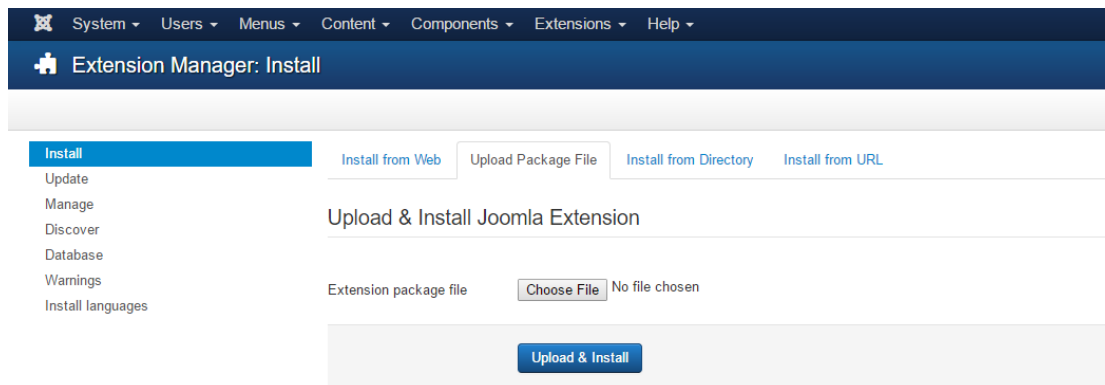 System Users Menus Content Components Extensions Help
Extension Manager: Install
Install
Update
Manage
Discover
Database
Warnings
Install languages
Install from Web Upload Package File Install from Directory Install from URL
Upload & Install Joomla Extension
Extension package file Choose File No file chosen
Upload & Install